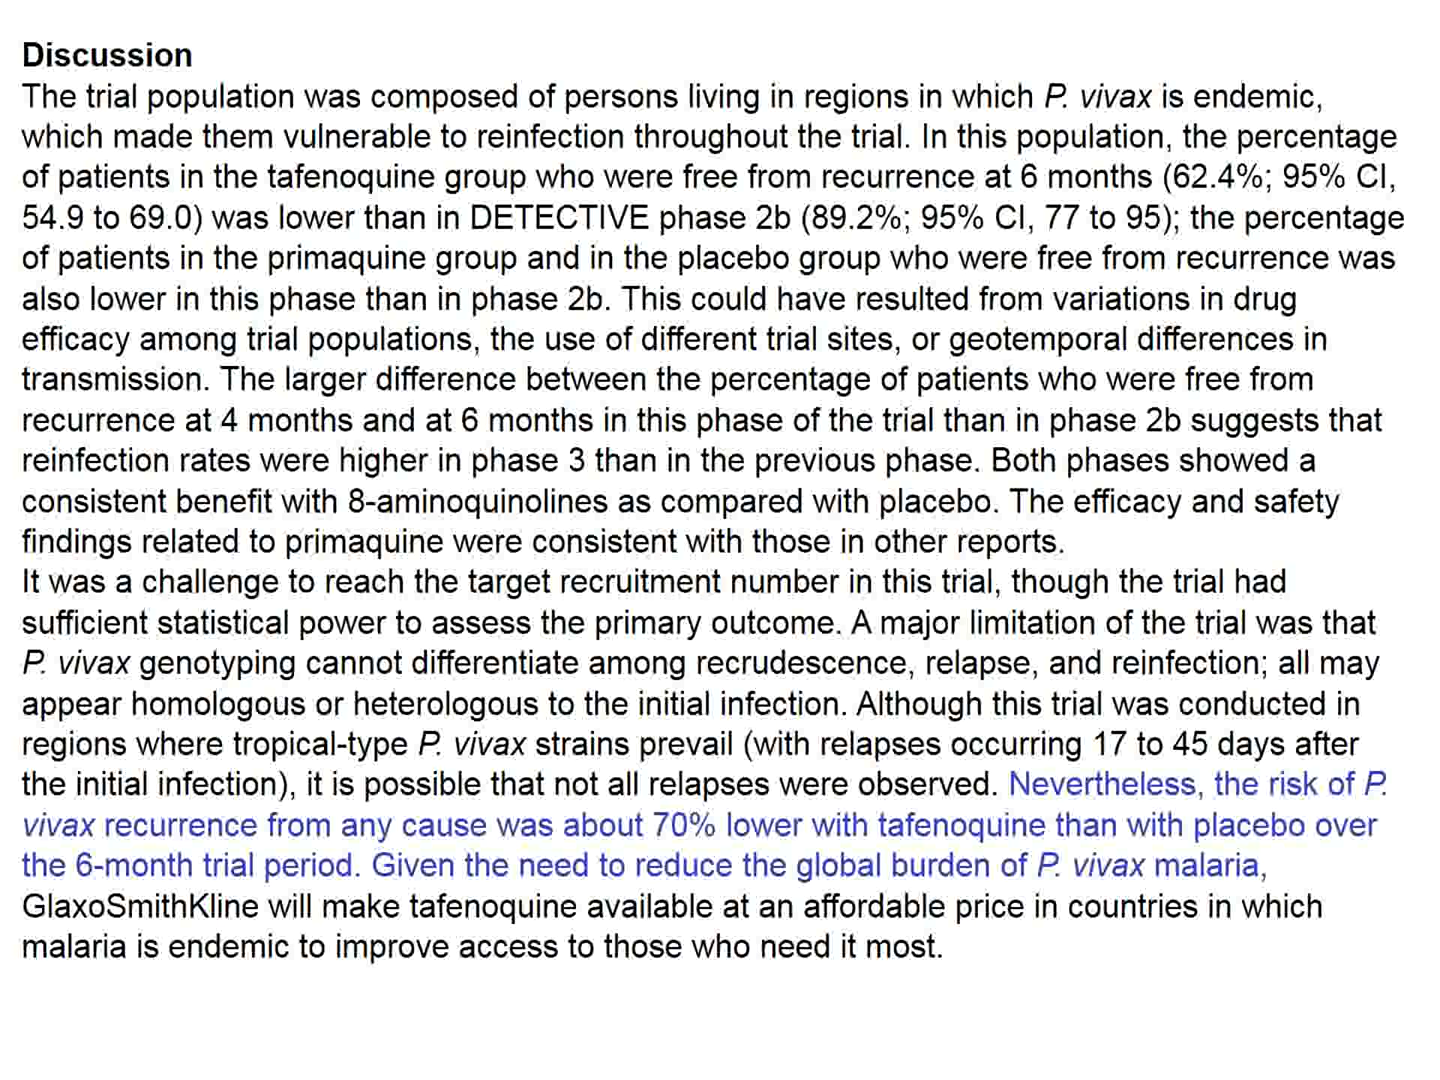 Discussion
The trial population was composed of persons living in regions in which P. vivax is endemic,
which made them vulnerable to reinfection throughout the trial. In this population, the percentage
of patients in the tafenoquine group who were free from recurrence at 6 months (62.4%; 95% CI,
54.9 to 69.0) was lower than in DETECTIVE phase 2b (89.2%; 95% CI, 77 to 95); the percentage
of patients in the primaquine group and in the placebo group who were free from recurrence was
also lower in this phase than in phase 2b. This could have resulted from variations in drug
efficacy among trial populations, the use of different trial sites, or geotemporal differences in
transmission. The larger difference between the percentage of patients who were free from
recurrence at 4 months and at 6 months in this phase of the trial than in phase 2b suggests that
reinfection rates were higher in phase 3 than in the previous phase. Both phases showed a
consistent benefit with 8-aminoquinolines as compared with placebo. The efficacy and safety
findings related to primaquine were consistent with those in other reports.
It was a challenge to reach the target recruitment number in this trial, though the trial had
sufficient statistical power to assess the primary outcome. A major limitation of the trial was that
P. vivax genotyping cannot differentiate among recrudescence, relapse, and reinfection; all may
appear homologous or heterologous to the initial infection. Although this trial was conducted in
regions where tropical-type P. vivax strains prevail (with relapses occurring 17 to 45 days after
the initial infection), it is possible that not all relapses were observed. Nevertheless, the risk of P.
vivax recurrence from any cause was about 70% lower with tafenoquine than with placebo over
the 6-month trial period. Given the need to reduce the global burden of P. vivax malaria,
GlaxoSmithKline will make tafenoquine available at an affordable price in countries in which
malaria is endemic to improve access to those who need it most.